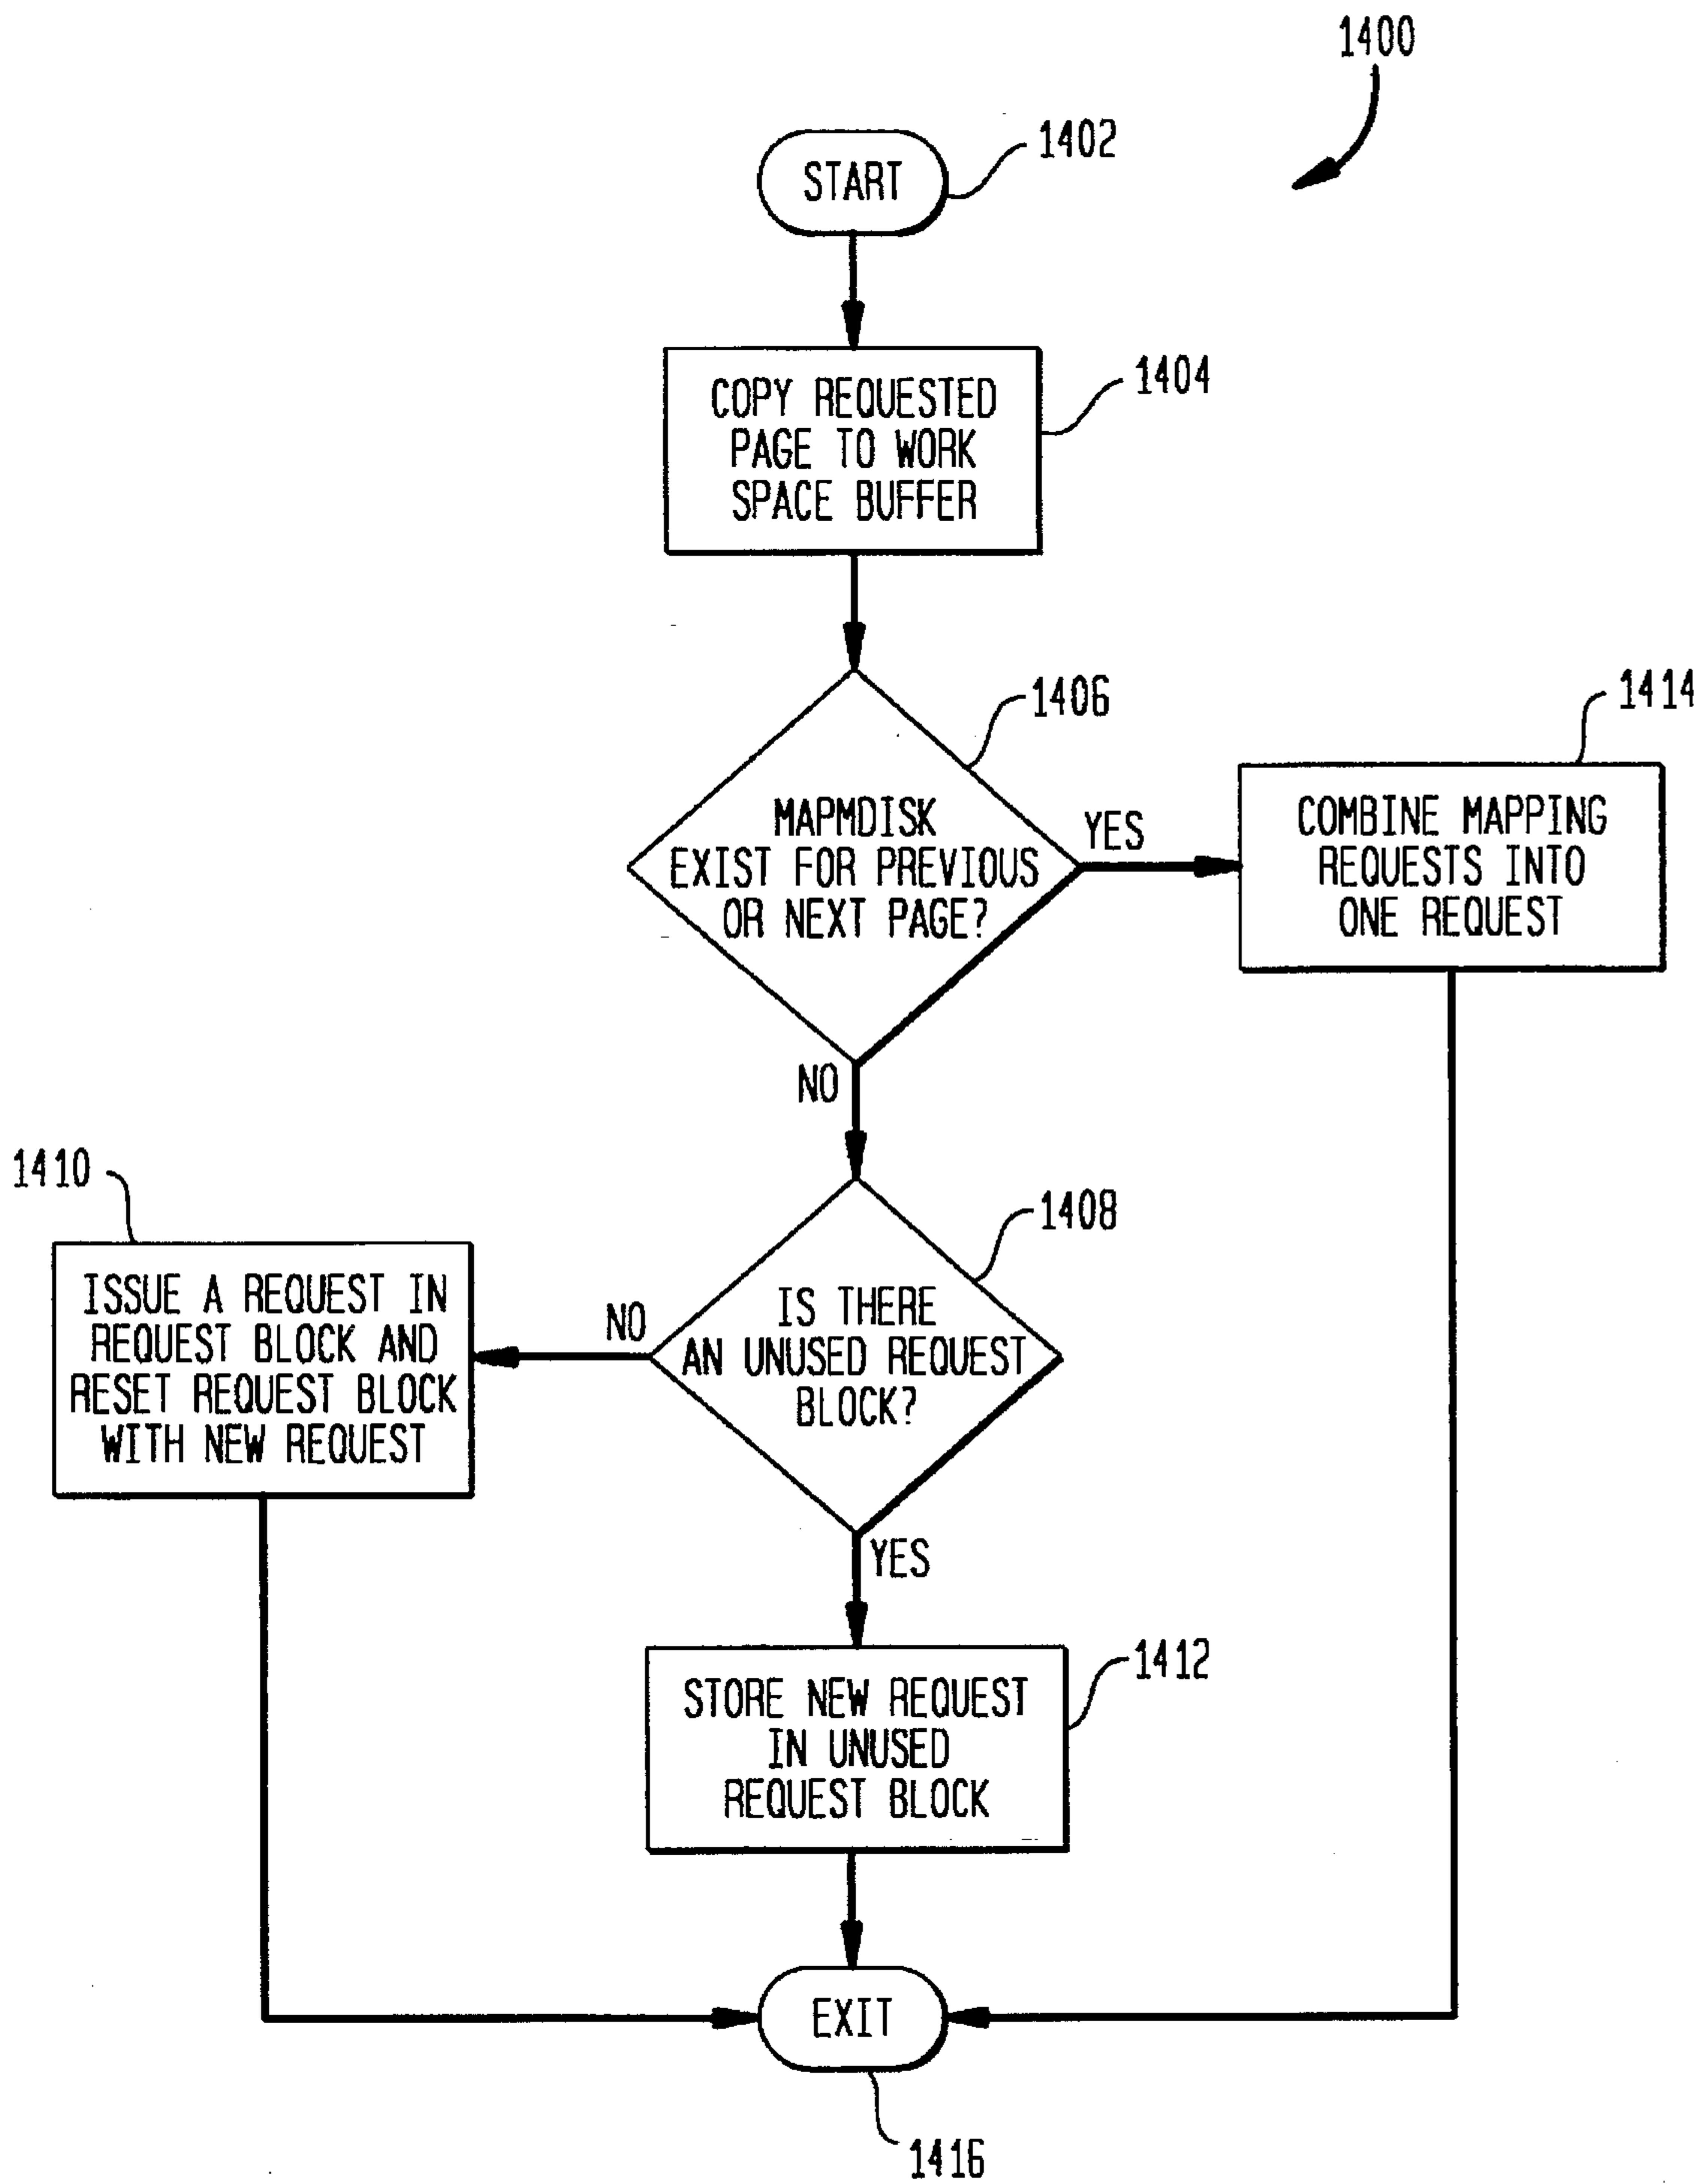 1400
START
1402
COPY REQUESTED
PAGE TO WORK
SPACE BUFFER
1404
MAPMDISK
EXIST FOR PREVIOUS
OR NEXT PAGE?
1406
YES
COMBINE MAPPING
REQUESTS INTO
ONE REQUEST
1414
NO
IS THERE
AN UNUSED REQUEST
BLOCK?
1408
NO
ISSUE A REQUEST IN
REQUEST BLOCK AND
RESET REQUEST BLOCK
WITH NEW REQUEST
1410
YES
STORE NEW REQUEST
IN UNUSED
REQUEST BLOCK
1412
EXIT
1416